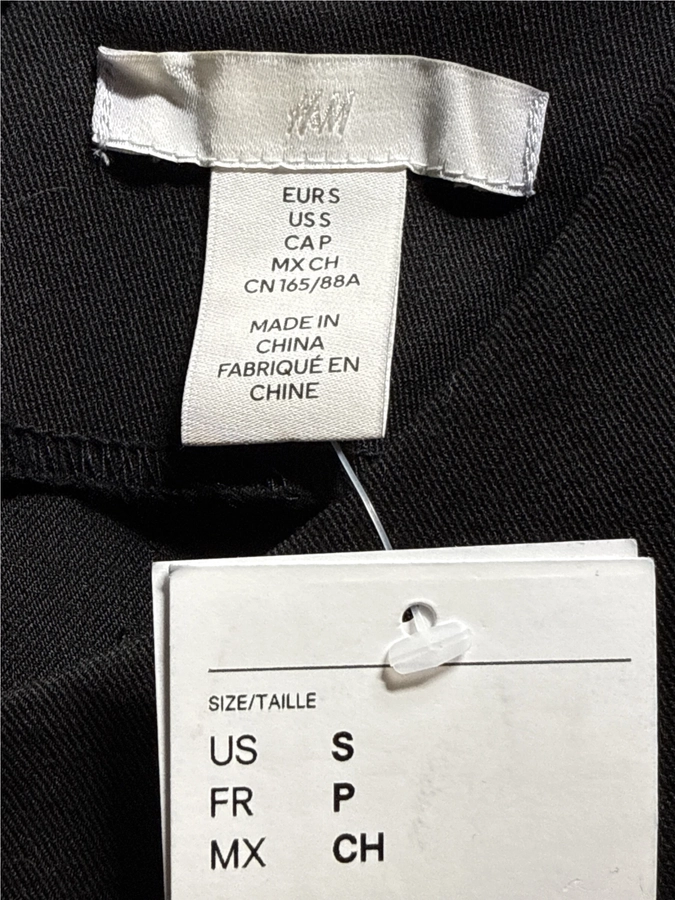 H&M
EUR S
US S
CA P
MX CH
CN 165/88A
MADE IN
CHINA
FABRIQUÉ EN
CHINE
SIZE/TAILLE
US S
FR P
MX CH